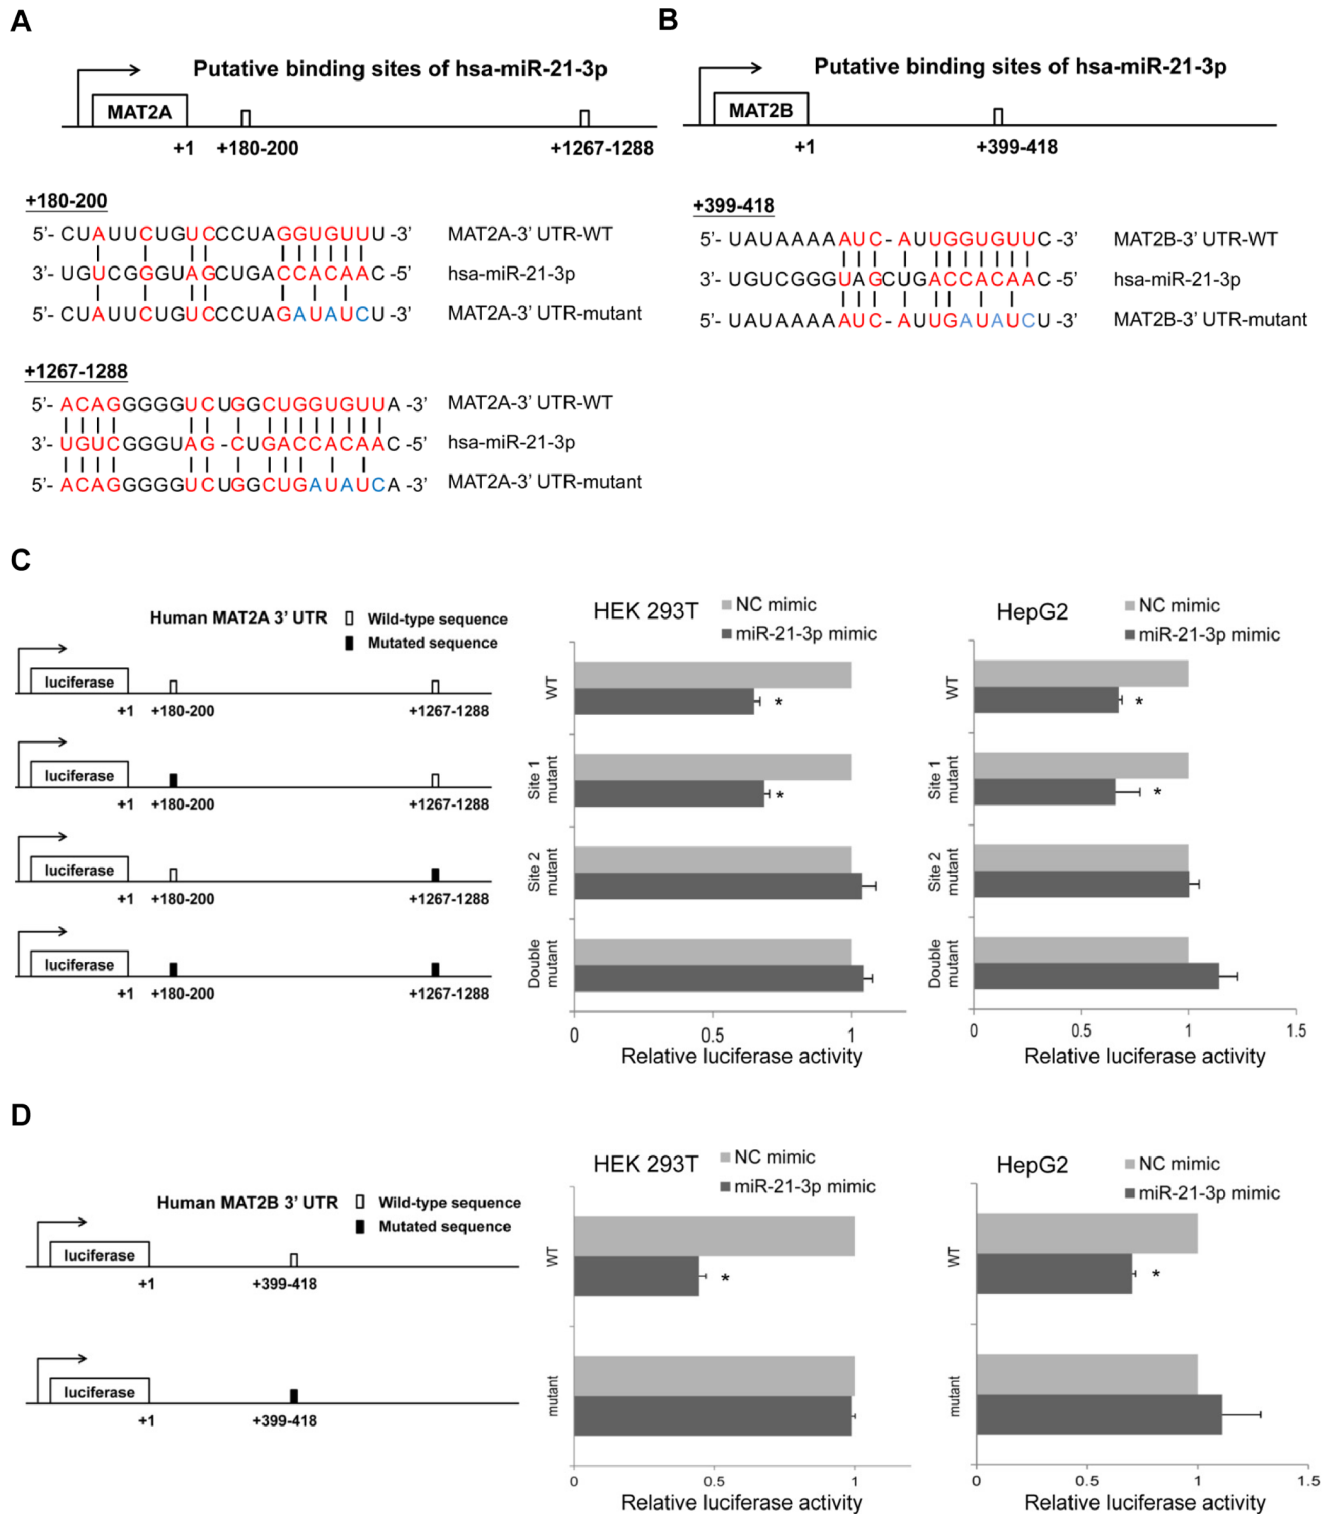 A
Putative binding sites of hsa-miR-21-3p
MAT2A
+1 +180-200 +1267-1288
+180-200
5'- CUAUUCUGUCCCUAGGUGUUU -3' MAT2A-3' UTR-WT
3'- UGUCGGGUAGCUGACCACAAC -5' hsa-miR-21-3p
5'- CUAUUCUGUCCCUAGAUAUCU -3' MAT2A-3' UTR-mutant
+1267-1288
5'- ACAGGGGGUCUGGCUGGUGUUA -3' MAT2A-3' UTR-WT
3'- UGUCGGGUAG-CUGACCACAAC -5' hsa-miR-21-3p
5'- ACAGGGGGUCUGGCUGAUAUCA -3' MAT2A-3' UTR-mutant
B
Putative binding sites of hsa-miR-21-3p
MAT2B
+1 +399-418
+399-418
5'- UAUAAAAAUC-AUUGGUGUUC -3' MAT2B-3' UTR-WT
3'- UGUCGGGUAGCUGACCACAAC -5' hsa-miR-21-3p
5'- UAUAAAAAUC-AUUGAUAUCU -3' MAT2B-3' UTR-mutant
C
Human MAT2A 3' UTR
Wild-type sequence
Mutated sequence
luciferase
+1 +180-200 +1267-1288
luciferase
+1 +180-200 +1267-1288
luciferase
+1 +180-200 +1267-1288
luciferase
+1 +180-200 +1267-1288
HEK 293T
NC mimic
miR-21-3p mimic
WT
*
Site 1
mutant
*
Site 2
mutant
Double
mutant
0 0.5 1
Relative luciferase activity
HepG2
NC mimic
miR-21-3p mimic
WT
*
Site 1
mutant
*
Site 2
mutant
Double
mutant
0 0.5 1 1.5
Relative luciferase activity
D
Human MAT2B 3' UTR
Wild-type sequence
Mutated sequence
luciferase
+1 +399-418
luciferase
+1 +399-418
HEK 293T
NC mimic
miR-21-3p mimic
WT
*
mutant
0 0.5 1
Relative luciferase activity
HepG2
NC mimic
miR-21-3p mimic
WT
*
mutant
0 0.5 1 1.5
Relative luciferase activity